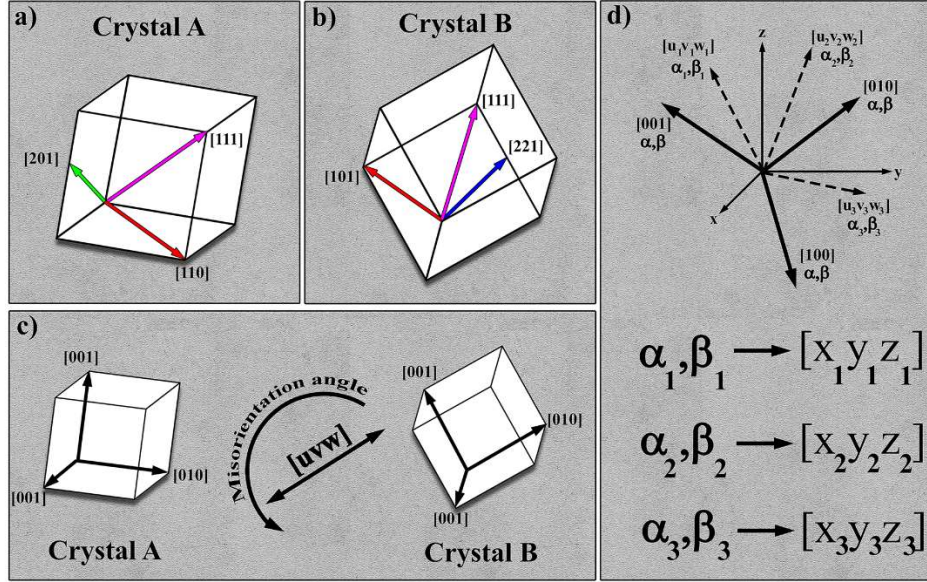 a)
Crystal A
[201]
[111]
[110]
b)
Crystal B
[111]
[221]
[101]
c)
[001]
[010]
[001]
Crystal A
Misorientation angle
[uvw]
[001]
[010]
[001]
Crystal B
d)
z
[u₁v₁w₁]
α₁,β₁
[u₂v₂w₂]
α₂,β₂
[010]
α,β
[001]
α,β
y
x
[u₃v₃w₃]
α₃,β₃
[100]
α,β
α₁,β₁ → [x₁y₁z₁]
α₂,β₂ → [x₂y₂z₂]
α₃,β₃ → [x₃y₃z₃]